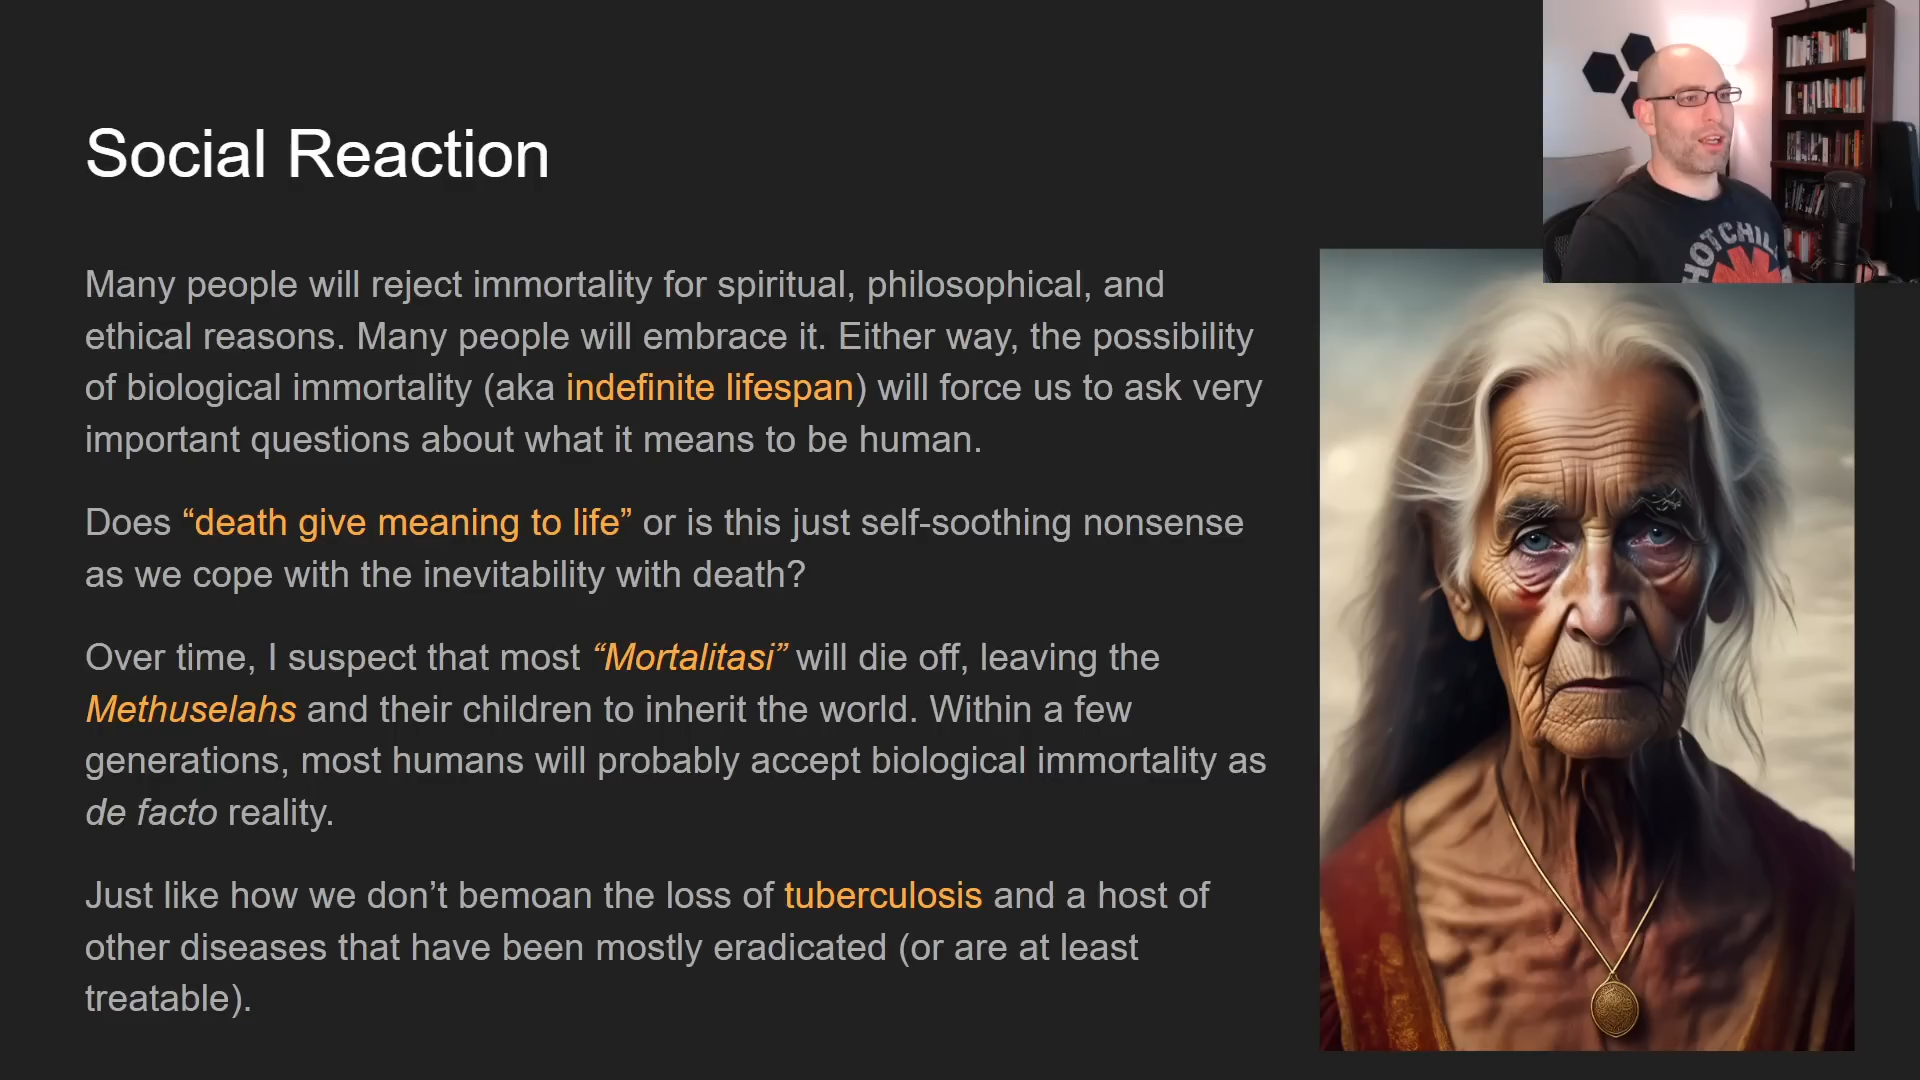 Social Reaction
Many people will reject immortality for spiritual, philosophical, and
ethical reasons. Many people will embrace it. Either way, the possibility
of biological immortality (aka indefinite lifespan) will force us to ask very
important questions about what it means to be human.
Does “death give meaning to life” or is this just self-soothing nonsense
as we cope with the inevitability with death?
Over time, I suspect that most “Mortalitasi” will die off, leaving the
Methuselahs and their children to inherit the world. Within a few
generations, most humans will probably accept biological immortality as
de facto reality.
Just like how we don’t bemoan the loss of tuberculosis and a host of
other diseases that have been mostly eradicated (or are at least
treatable).
HOT CHIL